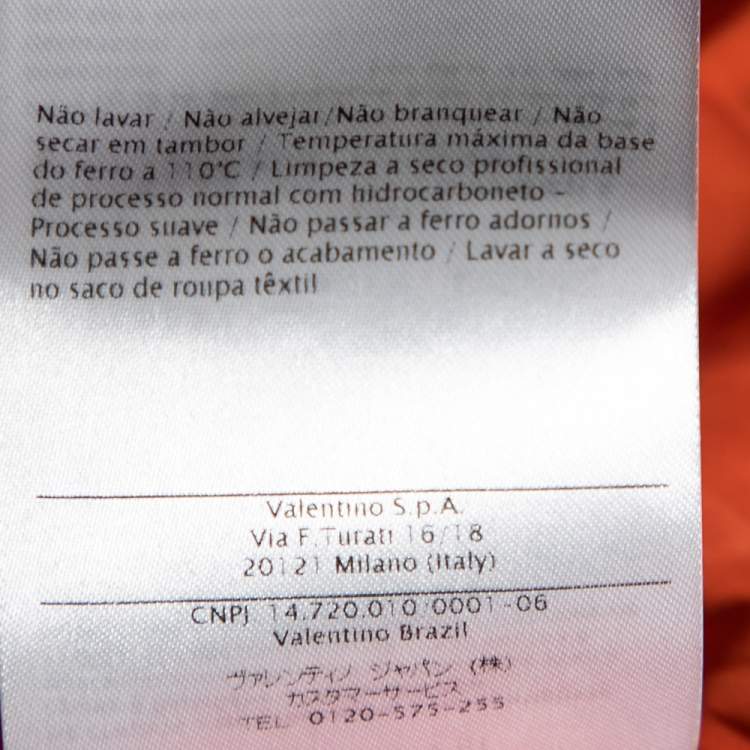 Não lavar / Não alvejar/Não branquear / Não
secar em tambor / Temperatura máxima da base
do ferro a 110°C / Limpeza a seco profissional
de processo normal com hidrocarboneto -
Processo suave / Não passar a ferro adornos /
Não passe a ferro o acabamento / Lavar a seco
no saco de roupa têxtil
Valentino S.p.A.
Via F.Turati 16/18
20121 Milano (Italy)
CNPJ 14.720.010/0001-06
Valentino Brazil
ヴァレンティノ ジャパン (株)
カスタマーサービス
TEL 0120-575-255